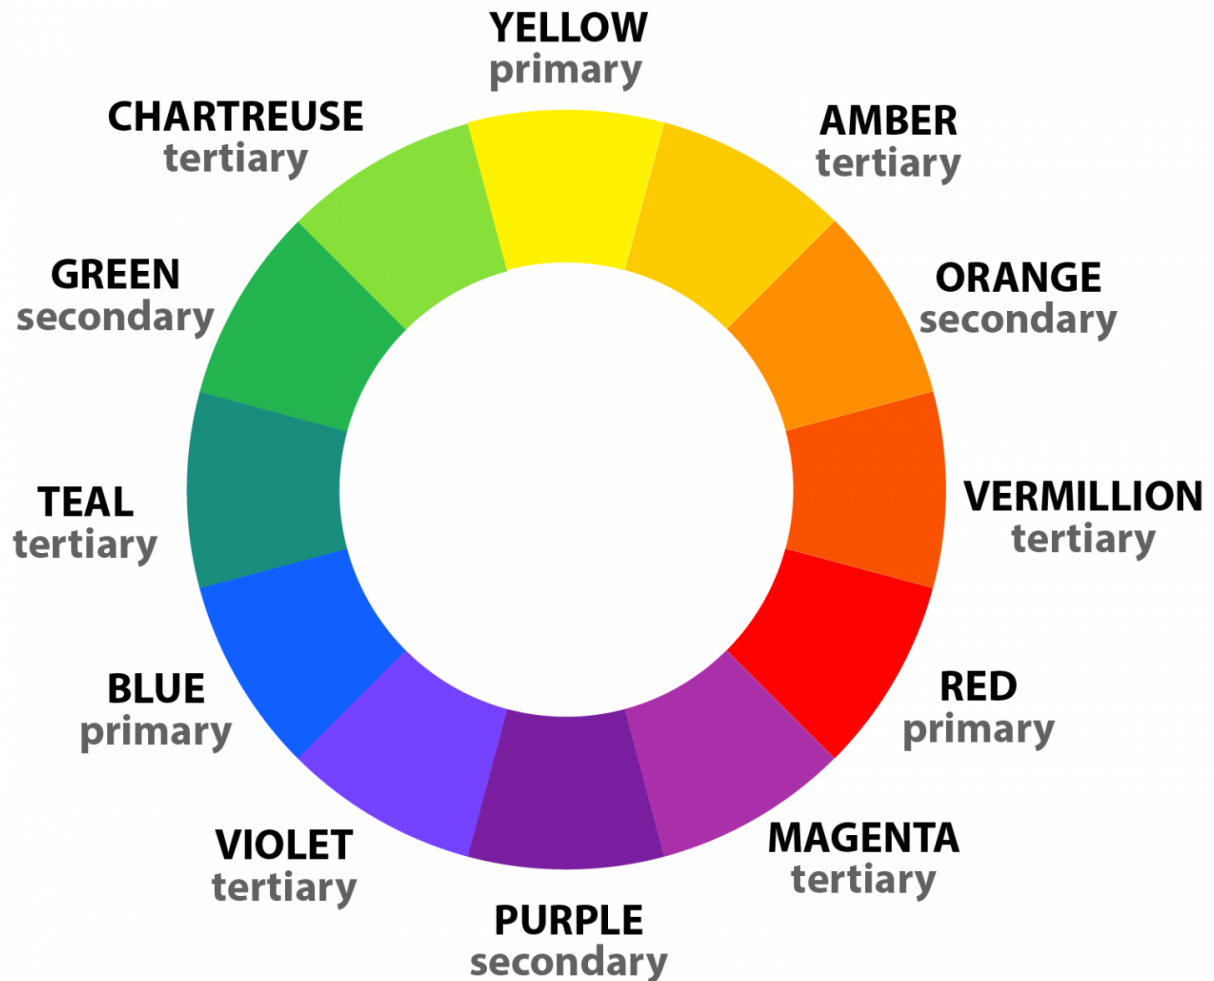 YELLOW
primary
AMBER
tertiary
ORANGE
secondary
VERMILLION
tertiary
RED
primary
MAGENTA
tertiary
PURPLE
secondary
VIOLET
tertiary
BLUE
primary
TEAL
tertiary
GREEN
secondary
CHARTREUSE
tertiary